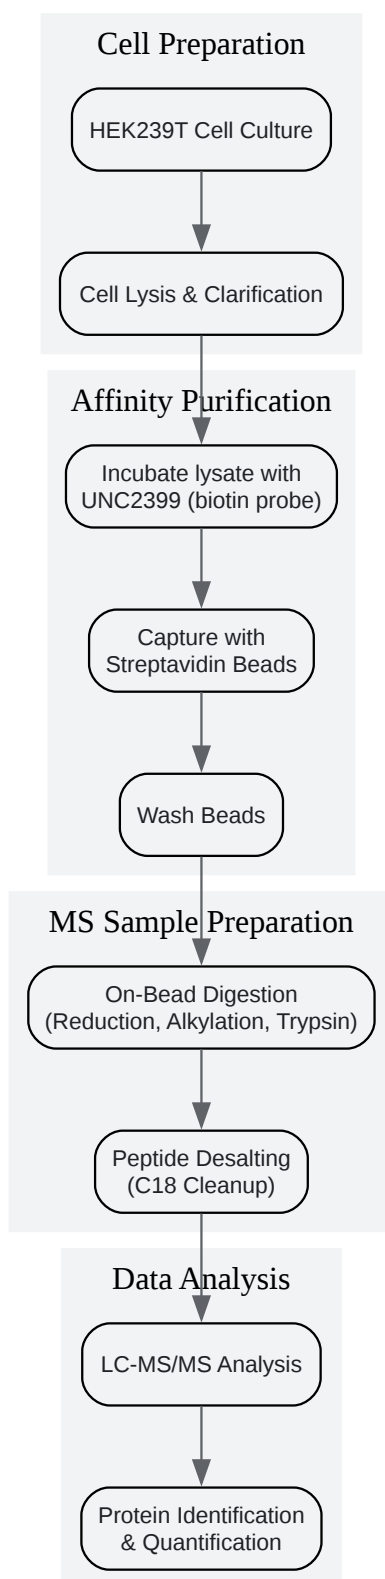 Cell Preparation
HEK239T Cell Culture
Cell Lysis & Clarification
Affinity Purification
Incubate lysate with
UNC2399 (biotin probe)
Capture with
Streptavidin Beads
Wash Beads
MS Sample Preparation
On-Bead Digestion
(Reduction, Alkylation, Trypsin)
Peptide Desalting
(C18 Cleanup)
Data Analysis
LC-MS/MS Analysis
Protein Identification
& Quantification